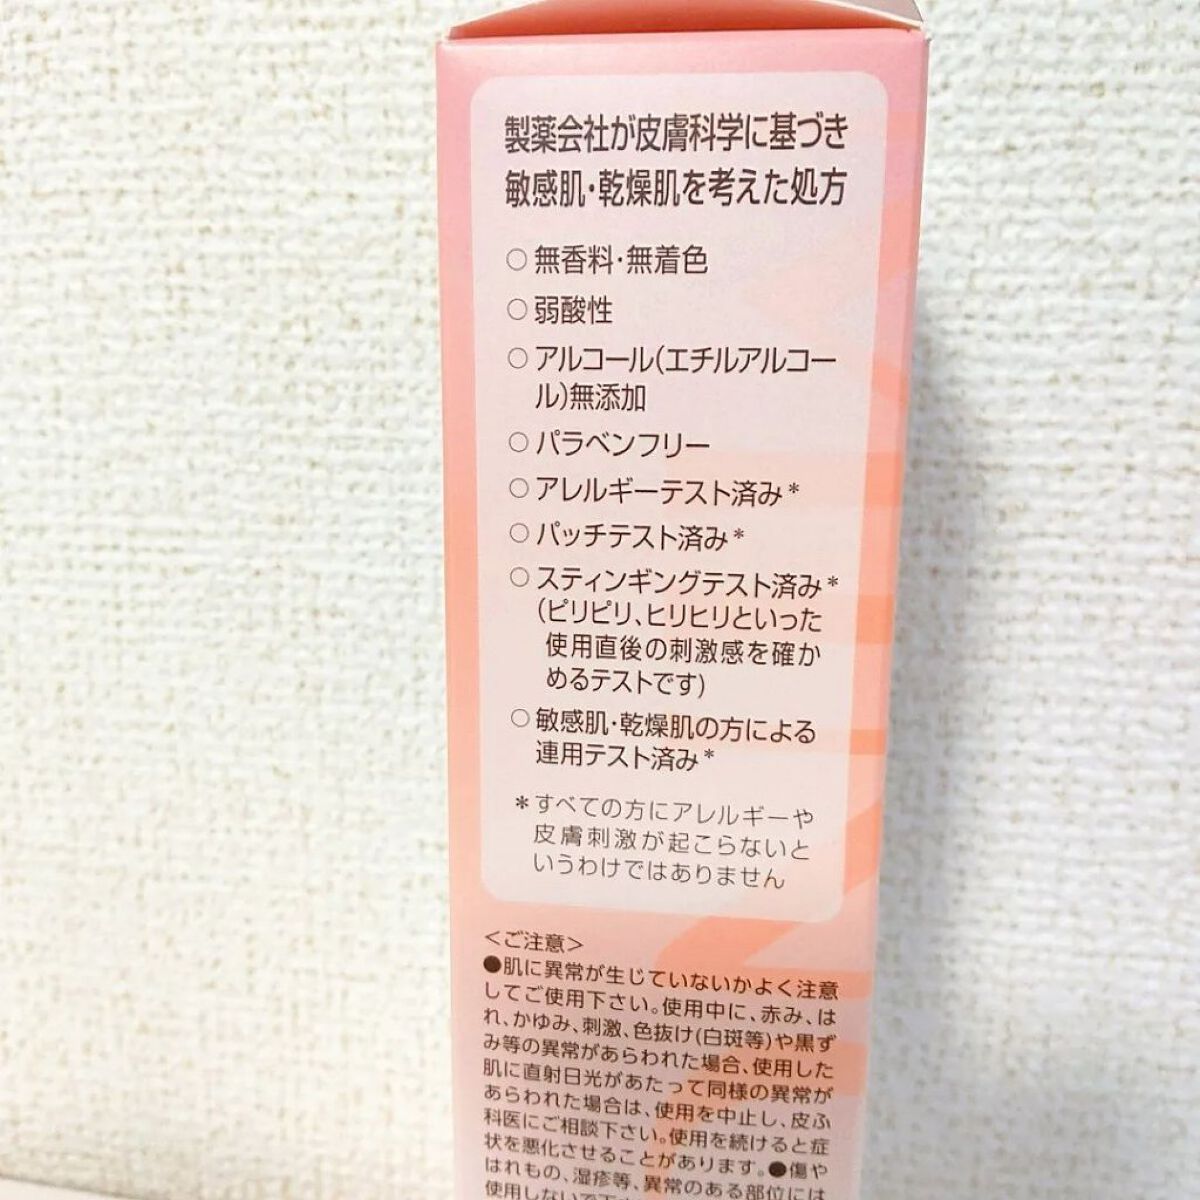 製薬会社が皮膚科学に基づき
敏感肌・乾燥肌を考えた処方
○ 無香料・無着色
○ 弱酸性
○ アルコール(エチルアルコー
ル)無添加
○ パラベンフリー
○ アレルギーテスト済み*
○ パッチテスト済み*
○ スティンギングテスト済み*
(ピリピリ、ヒリヒリといった
使用直後の刺激感を確か
めるテストです)
○ 敏感肌・乾燥肌の方による
連用テスト済み*
*すべての方にアレルギーや
皮膚刺激が起こらないと
いうわけではありません
<ご注意>
●肌に異常が生じていないかよく注意
してご使用下さい。使用中に、赤み、は
れ、かゆみ、刺激、色抜け(白斑等)や黒ず
み等の異常があらわれた場合、使用した
肌に直射日光があたって同様の異常が
あらわれた場合は、使用を中止し、皮ふ
科医にご相談下さい。使用を続けると症
状を悪化させることがあります。●傷や
はれもの、湿疹等、異常のある部位には
使用しないで下さ